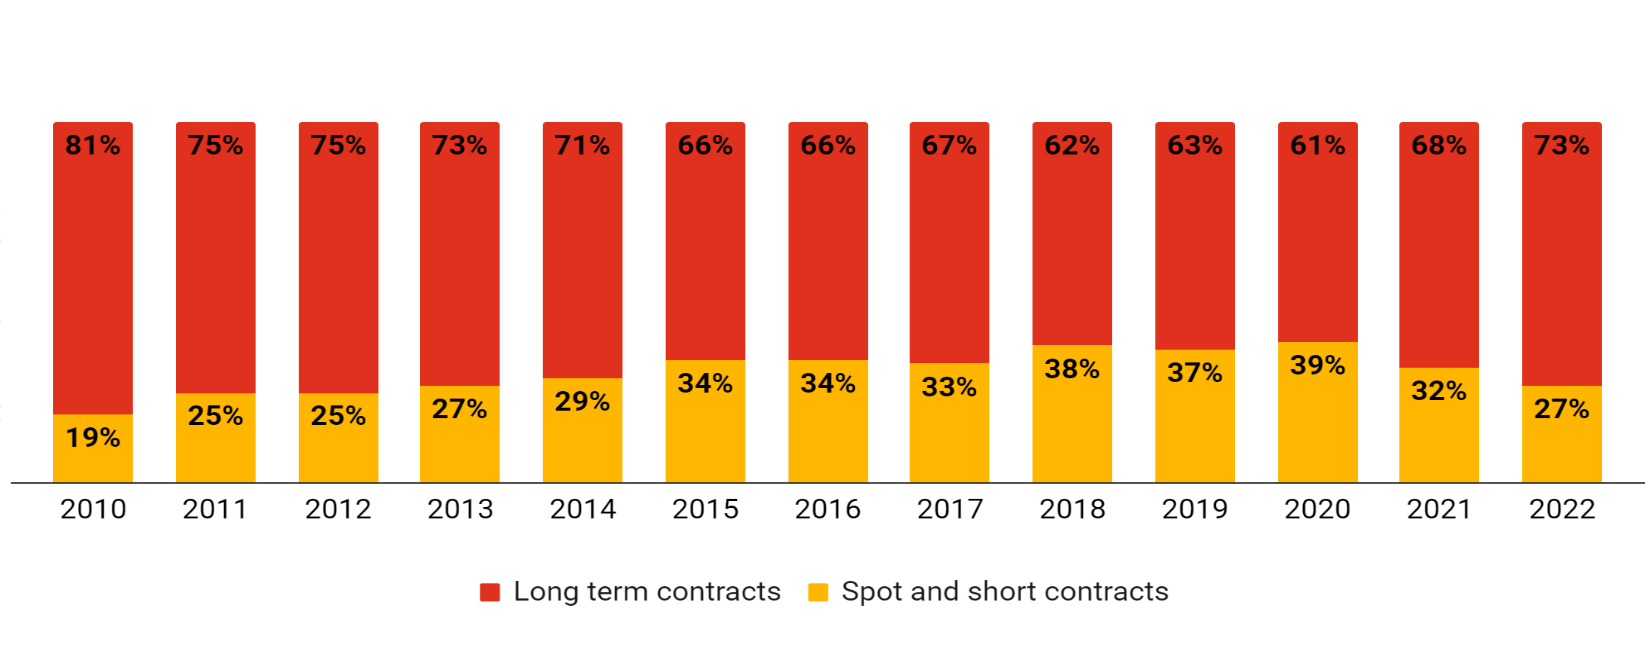 81% 75% 75% 73% 71% 66% 66% 67% 62% 63% 61% 68% 73%
19% 25% 25% 27% 29% 34% 34% 33% 38% 37% 39% 32% 27%
2010 2011 2012 2013 2014 2015 2016 2017 2018 2019 2020 2021 2022
Long term contracts Spot and short contracts